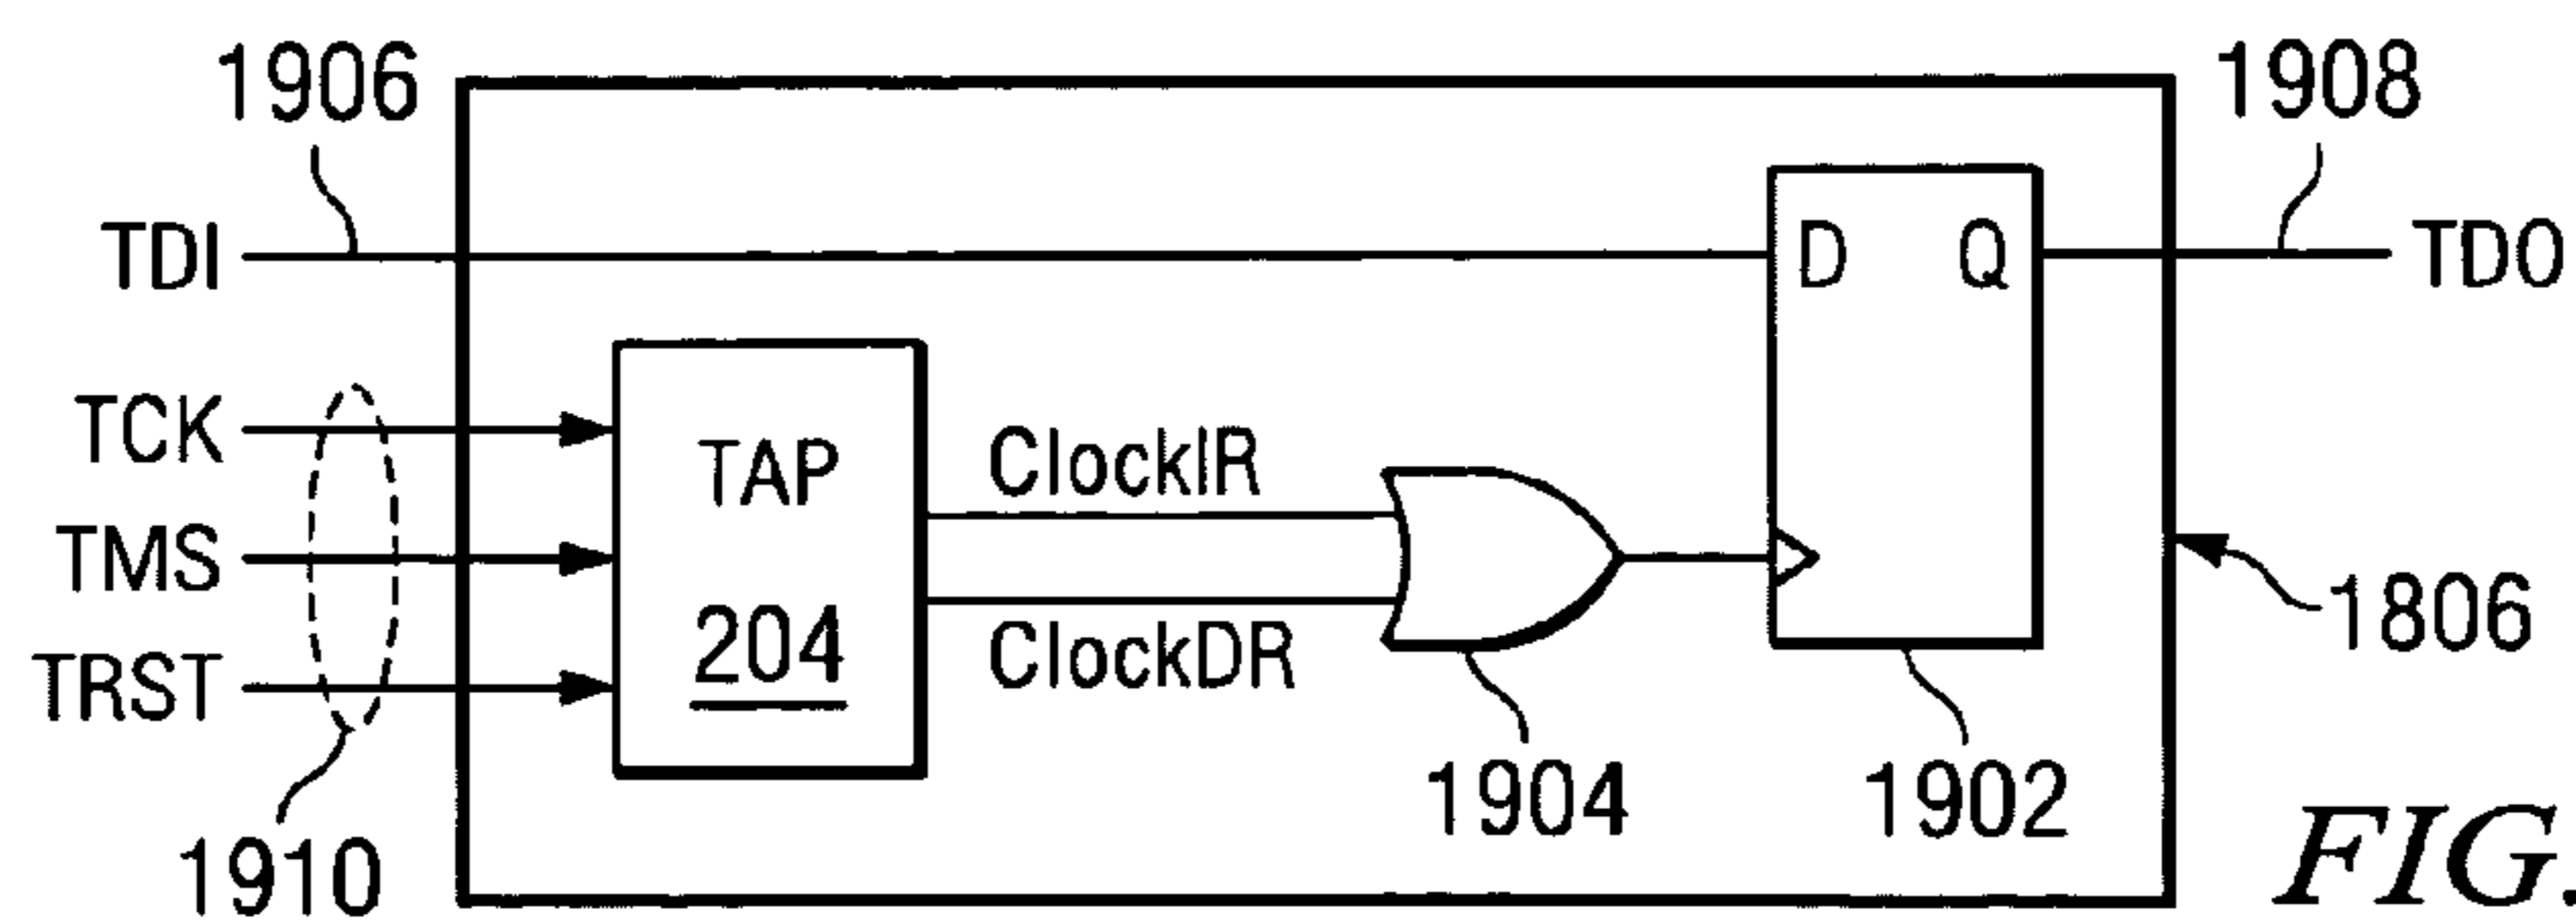 1906
1908
TDI
D
Q
TDO
TCK
TAP
ClockIR
TMS
204
ClockDR
1806
TRST
1904
1902
1910
FIG.